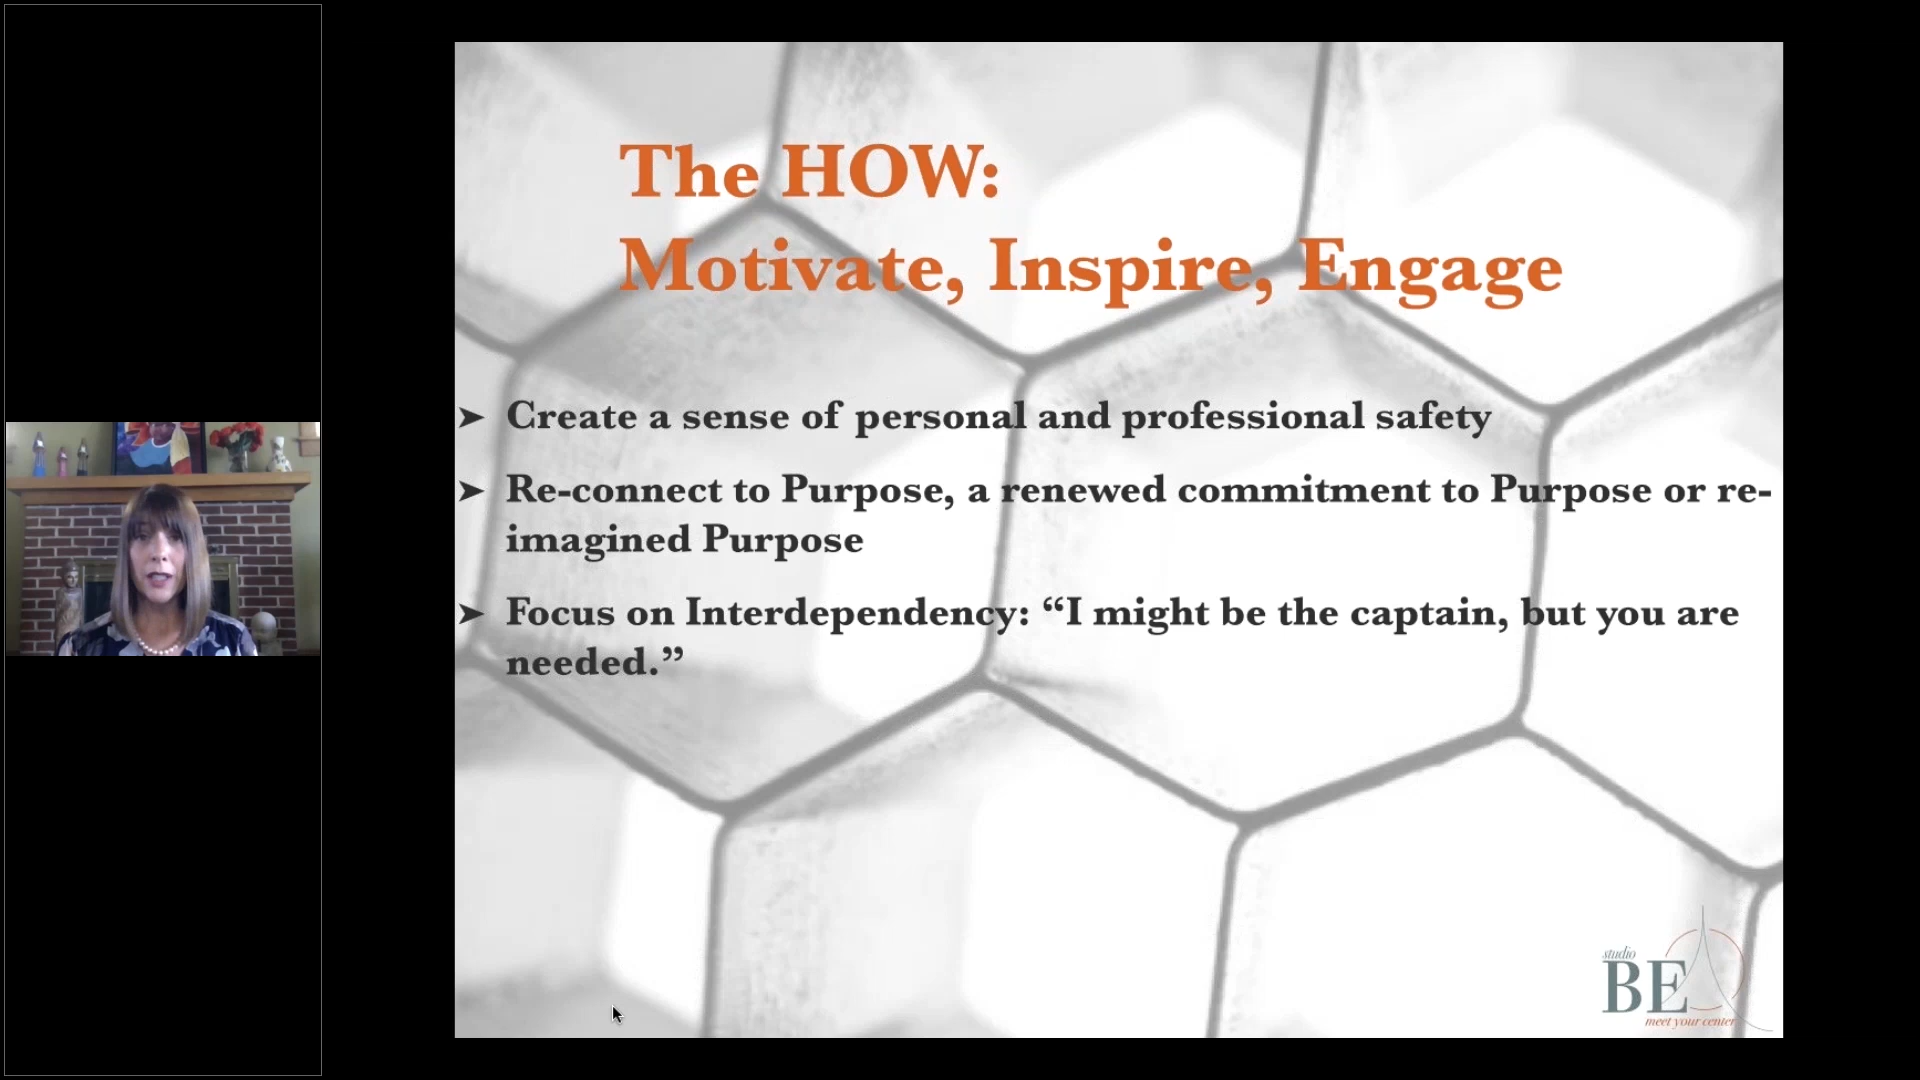 The HOW:
Motivate, Inspire, Engage
➤ Create a sense of personal and professional safety
➤ Re-connect to Purpose, a renewed commitment to Purpose or re-
imagined Purpose
➤ Focus on Interdependency: “I might be the captain, but you are
needed.”
studio
BE
meet your center